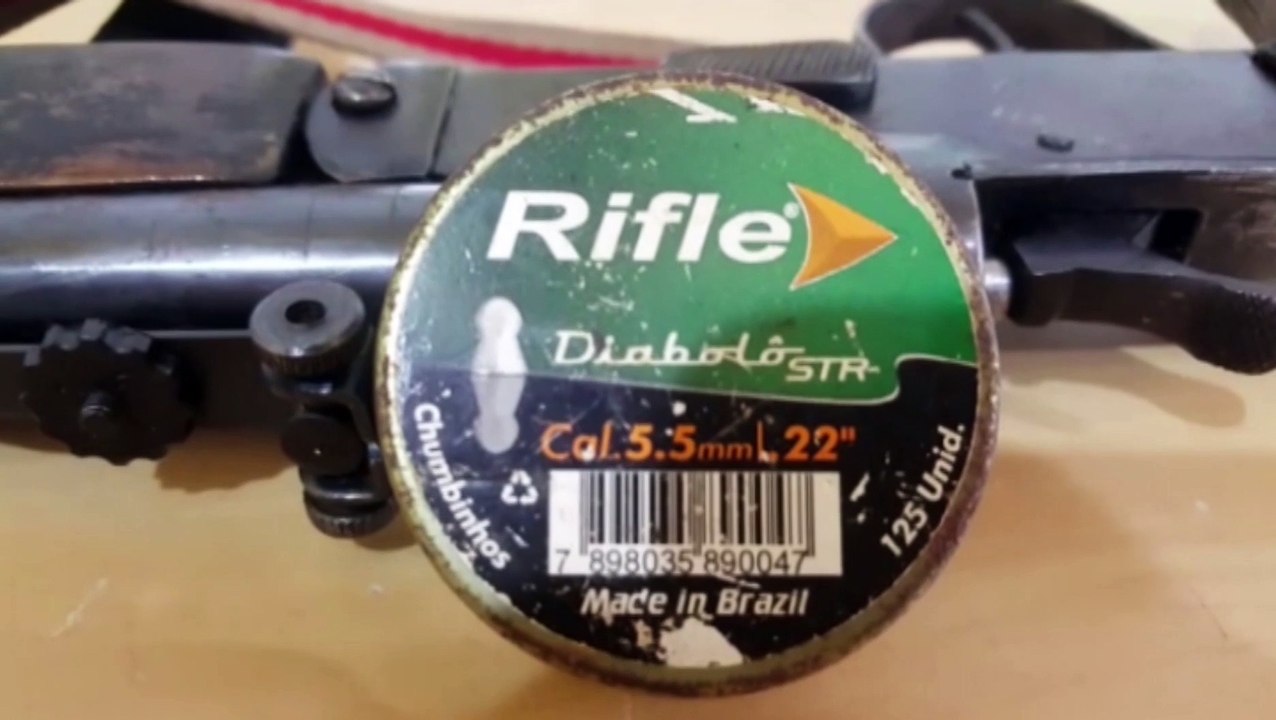 Rifle®
Diabolô STR
Cal. 5.5mm .22"
Chumbinhos
125 Unid.
7 898035 890047
Made in Brazil